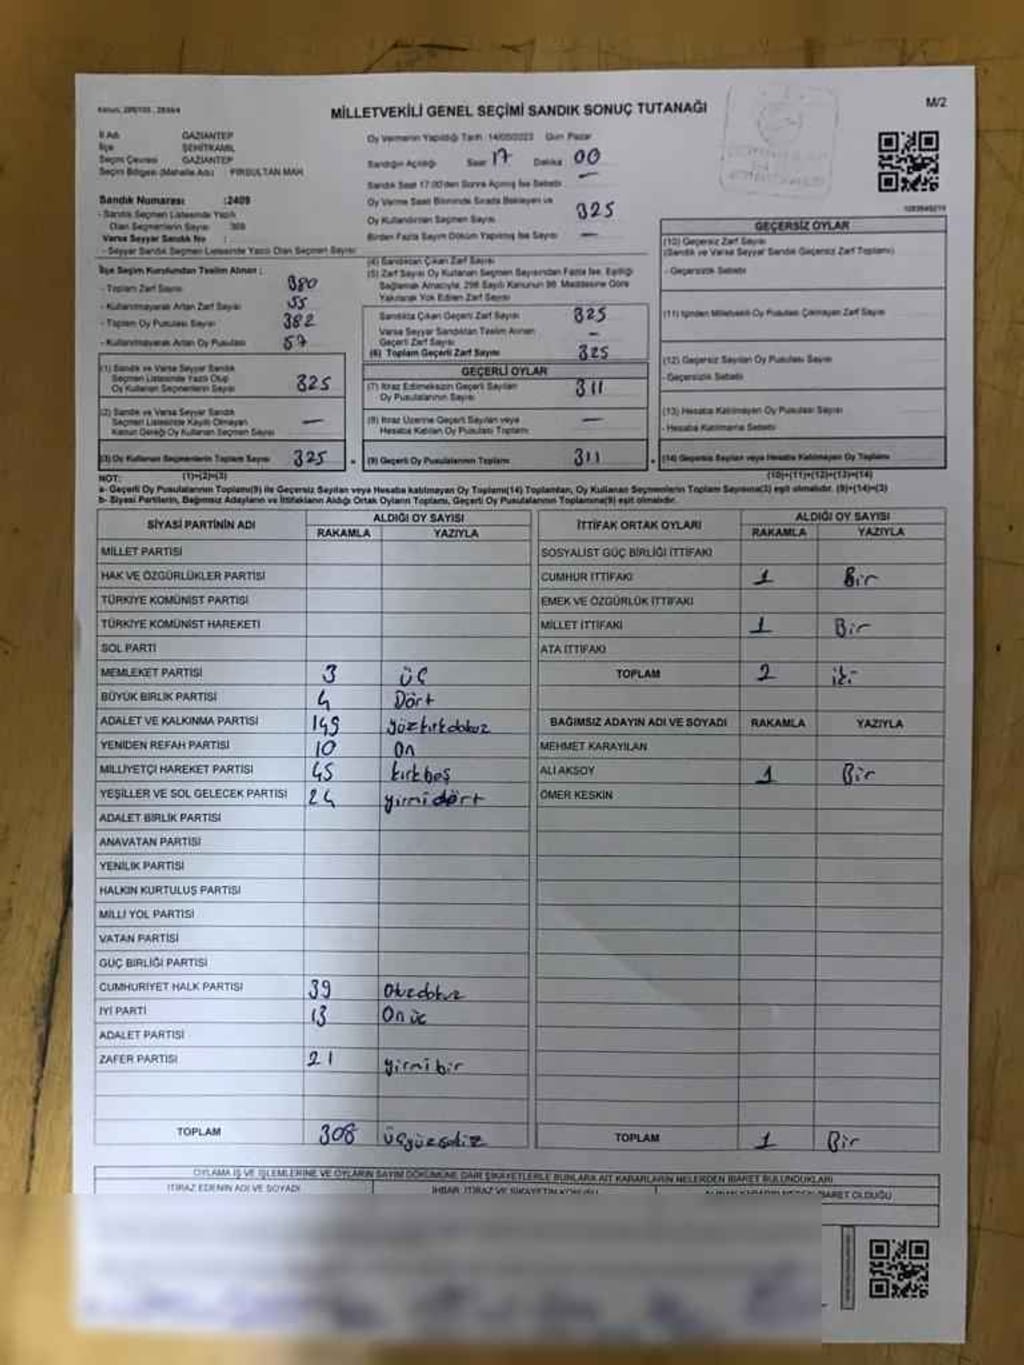 MİLLETVEKİLİ GENEL SEÇİMİ SANDIK SONUÇ TUTANAĞI
M/2
İl Adı GAZİANTEP
İlçe ŞEHİTKAMİL
Seçim Çevresi GAZİANTEP
Seçim Bölgesi (Mahalle Adı) PİRSULTAN MAH
Oy Vermenin Yapıldığı Tarih 14/05/2023 Gün Pazar
Sandığın Açıldığı Saat 17 Dakika 00
Sandık Saat 17:00'den Sonra Açılmış İse Sebebi —
Sandık Numarası :2409
- Sandık Seçmen Listesinde Yazılı
Olan Seçmenlerin Sayısı
Varsa Seyyar Sandık No :
- Seyyar Sandık Seçmen Listesinde Yazılı Olan Seçmen Sayısı
Oy Verme Saati Bitiminde Sırada Bekleyen ve
Oy Kullandırılan Seçmen Sayısı 325
Birden Fazla Sayım Döküm Yapılmış İse Sayısı —
İlçe Seçim Kurulundan Teslim Alınan :
- Toplam Zarf Sayısı 380
- Kullanılmayarak Artan Zarf Sayısı 55
- Toplam Oy Pusulası Sayısı 382
- Kullanılmayarak Artan Oy Pusulası 57
(1) Sandık ve Varsa Seyyar Sandık
Seçmen Listesinde Yazılı Olup
Oy Kullanan Seçmenlerin Sayısı 325
(2) Sandık ve Varsa Seyyar Sandık
Seçmen Listesinde Kayıtlı Olmayan
Kanun Gereği Oy Kullanan Seçmen Sayısı —
(3) Oy Kullanan Seçmenlerin Toplam Sayısı 325
(1)+(2)=(3)
(4) Sandıktan Çıkan Zarf Sayısı
(5) Zarf Sayısı Oy Kullanan Seçmen Sayısından Fazla İse, Eşitliği
Sağlamak Amacıyla, 298 Sayılı Kanunun 98. Maddesine Göre
Yakılarak Yok Edilen Zarf Sayısı
Sandıkta Çıkan Geçerli Zarf Sayısı 325
Varsa Seyyar Sandıktan Teslim Alınan
Geçerli Zarf Sayısı —
(6) Toplam Geçerli Zarf Sayısı 325
GEÇERLİ OYLAR
(7) İtiraz Edilmeksizin Geçerli Sayılan
Oy Pusulalarının Sayısı 311
(8) İtiraz Üzerine Geçerli Sayılan veya
Hesaba Katılan Oy Pusulası Toplamı —
(9) Geçerli Oy Pusulalarının Toplamı 311
GEÇERSİZ OYLAR
(10) Geçersiz Zarf Sayısı
(Sandık ve Varsa Seyyar Sandık Geçersiz Zarf Toplamı)
- Geçersizlik Sebebi
(11) İçinden Milletvekili Oy Pusulası Çıkmayan Zarf Sayısı
(12) Geçersiz Sayılan Oy Pusulası Sayısı
- Geçersizlik Sebebi
(13) Hesaba Katılmayan Oy Pusulası Sayısı
- Hesaba Katılmama Sebebi
(14) Geçersiz Sayılan veya Hesaba Katılmayan Oy Toplamı
(10)+(11)+(12)+(13)=(14)
NOT:
a- Geçerli Oy Pusulalarının Toplamı(9) ile Geçersiz Sayılan veya Hesaba katılmayan Oy Toplamı(14) Toplamları, Oy Kullanan Seçmenlerin Toplam Sayısına(3) eşit olmalıdır. (9)+(14)=(3)
b- Siyasi Partilerin, Bağımsız Adayların ve İttifakların Aldığı Ortak Oyların Toplamı, Geçerli Oy Pusulalarının Toplamına(9) eşit olmalıdır.
SİYASİ PARTİNİN ADI ALDIĞI OY SAYISI
RAKAMLA YAZIYLA
MİLLET PARTİSİ
HAK VE ÖZGÜRLÜKLER PARTİSİ
TÜRKİYE KOMÜNİST PARTİSİ
TÜRKİYE KOMÜNİST HAREKETİ
SOL PARTİ
MEMLEKET PARTİSİ 3 üç
BÜYÜK BİRLİK PARTİSİ 4 Dört
ADALET VE KALKINMA PARTİSİ 149 yüzkırkdokuz
YENİDEN REFAH PARTİSİ 10 On
MİLLİYETÇİ HAREKET PARTİSİ 45 kırkbeş
YEŞİLLER VE SOL GELECEK PARTİSİ 24 yirmidört
ADALET BİRLİK PARTİSİ
ANAVATAN PARTİSİ
YENİLİK PARTİSİ
HALKIN KURTULUŞ PARTİSİ
MİLLİ YOL PARTİSİ
VATAN PARTİSİ
GÜÇ BİRLİĞİ PARTİSİ
CUMHURİYET HALK PARTİSİ 39 Otuzdokuz
İYİ PARTİ 13 On üç
ADALET PARTİSİ
ZAFER PARTİSİ 21 yirmibir
TOPLAM 308 üçyüzsekiz
İTTİFAK ORTAK OYLARI ALDIĞI OY SAYISI
RAKAMLA YAZIYLA
SOSYALİST GÜÇ BİRLİĞİ İTTİFAKI
CUMHUR İTTİFAKI 1 Bir
EMEK VE ÖZGÜRLÜK İTTİFAKI
MİLLET İTTİFAKI 1 Bir
ATA İTTİFAKI
TOPLAM 2 iki
BAĞIMSIZ ADAYIN ADI VE SOYADI RAKAMLA YAZIYLA
MEHMET KARAYILAN
ALİ AKSOY 1 Bir
ÖMER KESKİN
TOPLAM 1 Bir
OYLAMA İŞ VE İŞLEMLERİNE VE OYLARIN SAYIM DÖKÜMÜNE DAİR ŞİKAYETLERLE BUNLARA AİT KARARLARIN NELERDEN İBARET BULUNDUKLARI
İTİRAZ EDENİN ADI VE SOYADI İHBAR, İTİRAZ VE ŞİKAYETİN KONUSU